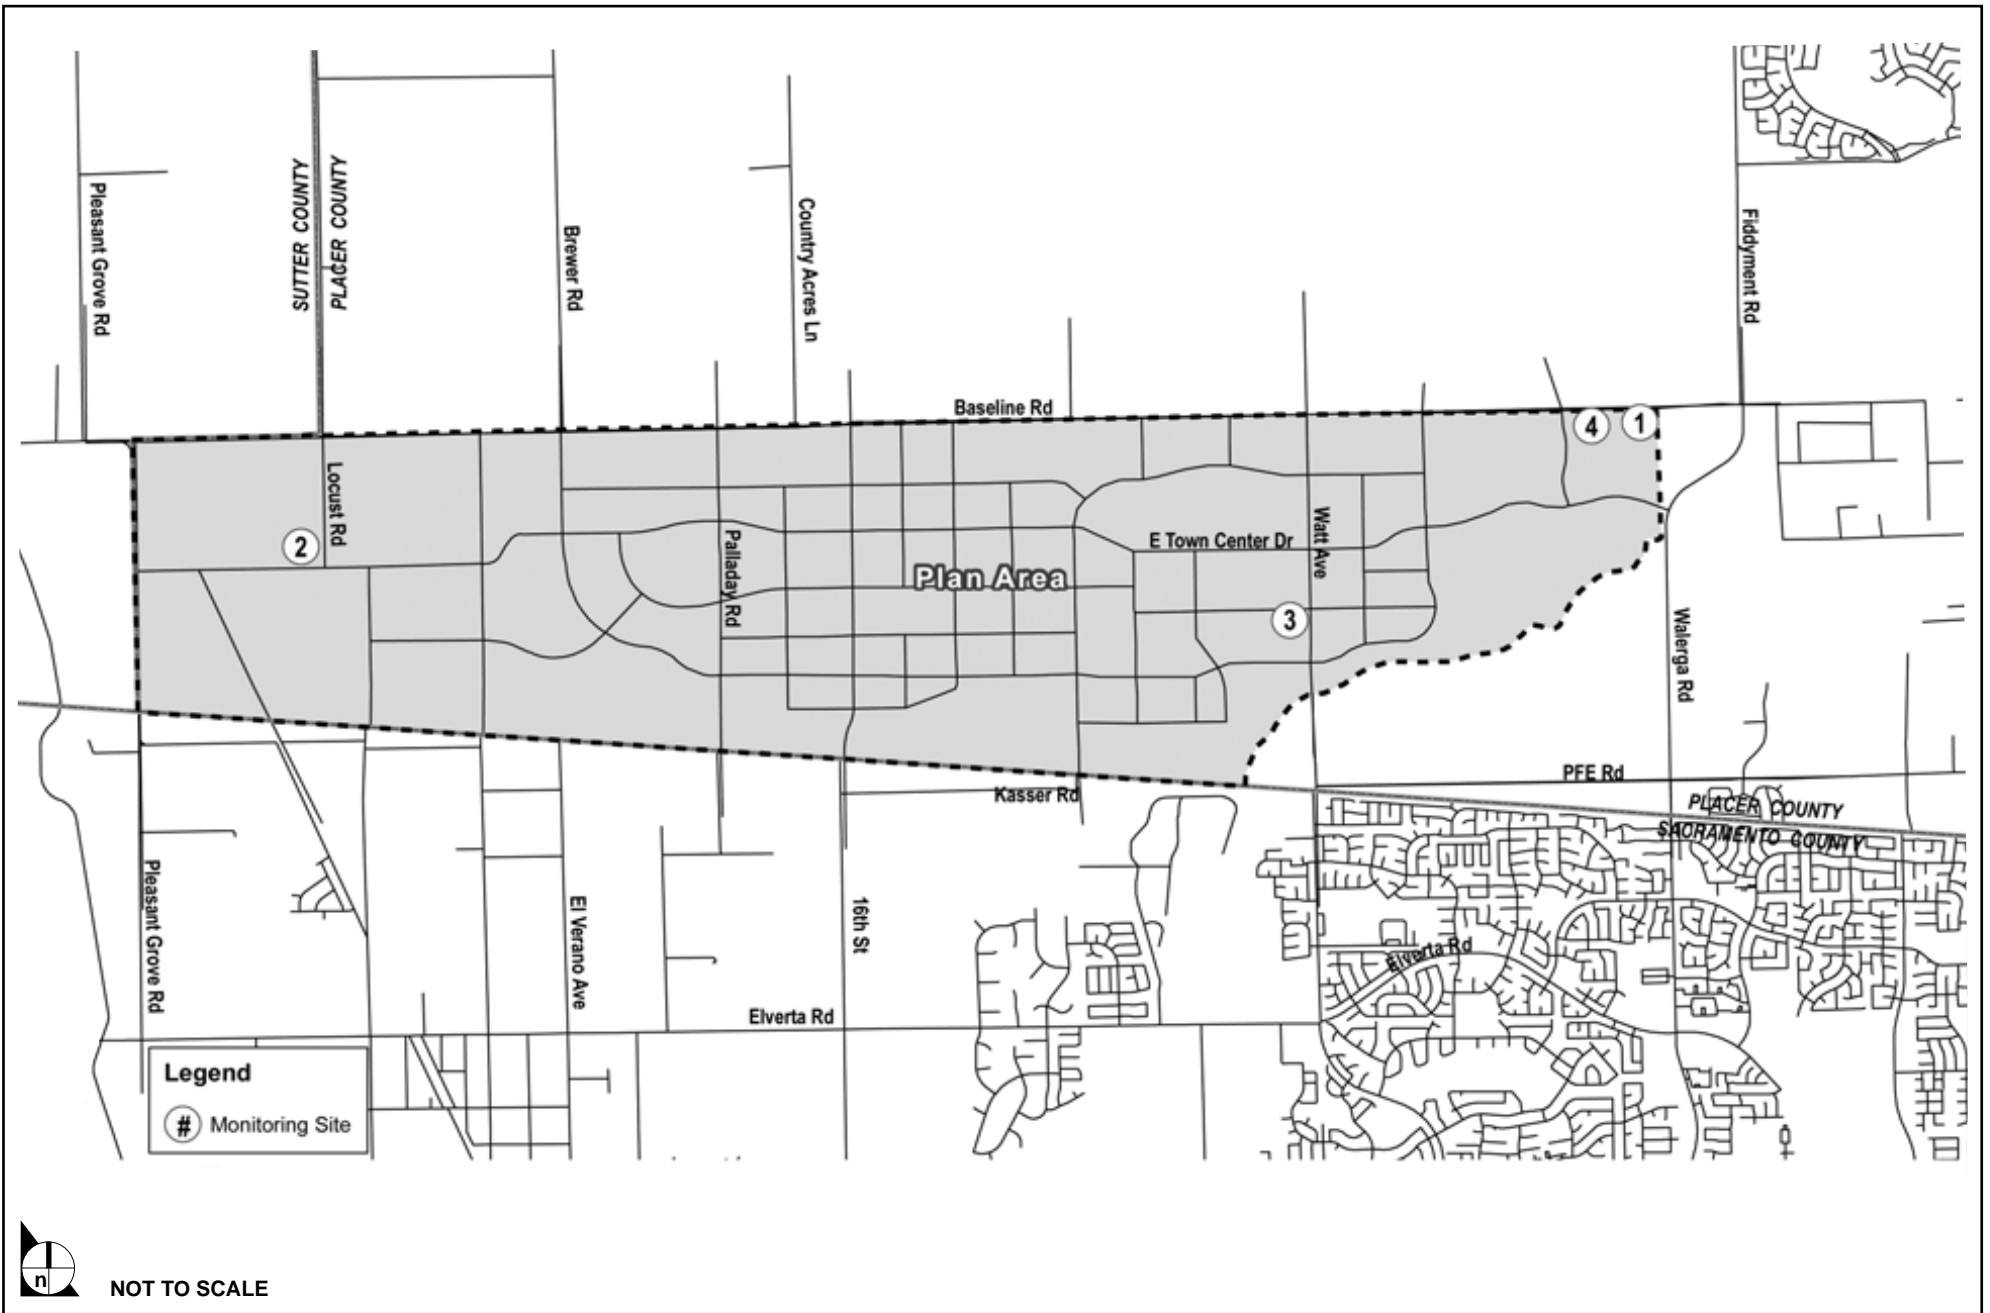 SUTTER COUNTY
PLACER COUNTY
Pleasant Grove Rd
Brewer Rd
Country Acres Ln
Fiddyment Rd
Baseline Rd
4
1
Locust Rd
2
Palladay Rd
E Town Center Dr
Watt Ave
Plan Area
3
Walerga Rd
PFE Rd
Kasser Rd
PLACER COUNTY
SACRAMENTO COUNTY
Pleasant Grove Rd
El Verano Ave
16th St
Elverta Rd
Elverta Rd
Legend
# Monitoring Site
n
NOT TO SCALE